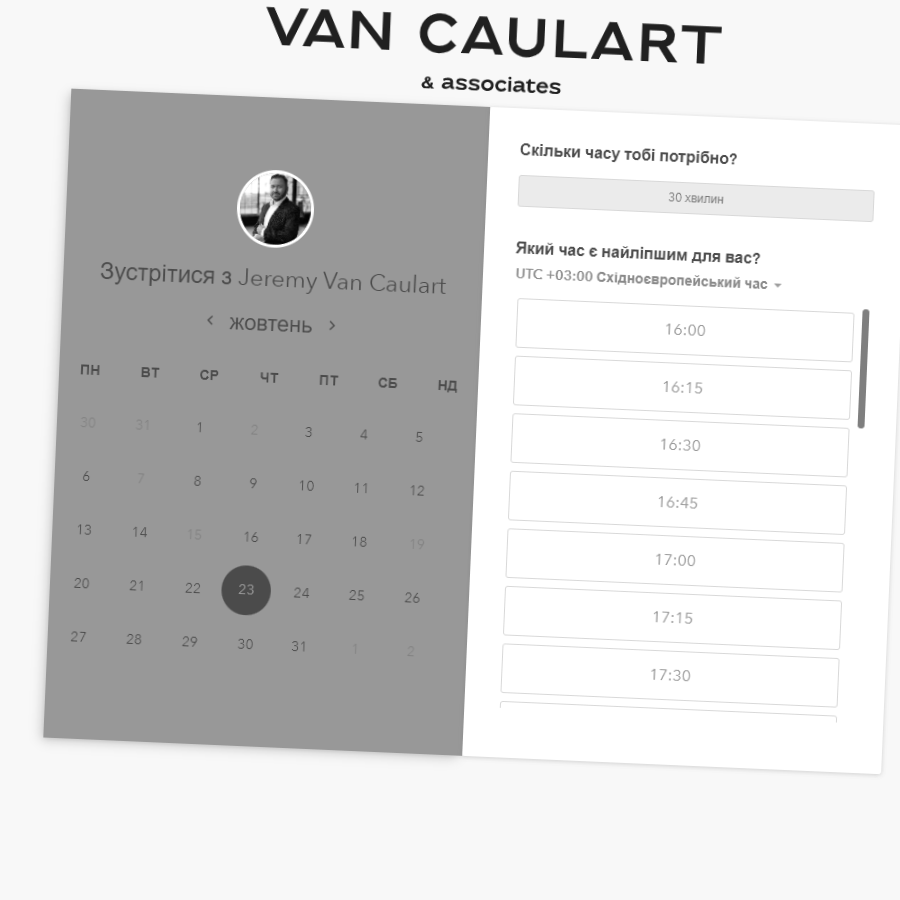 VAN CAULART
& associates
Зустрітися з Jeremy Van Caulart
жовтень
ПН ВТ СР ЧТ ПТ СБ НД
30 31 1 2 3 4 5
6 7 8 9 10 11 12
13 14 15 16 17 18 19
20 21 22 23 24 25 26
27 28 29 30 31 1 2
Скільки часу тобі потрібно?
30 хвилин
Який час є найліпшим для вас?
UTC +03:00 Східноєвропейський час
16:00
16:15
16:30
16:45
17:00
17:15
17:30